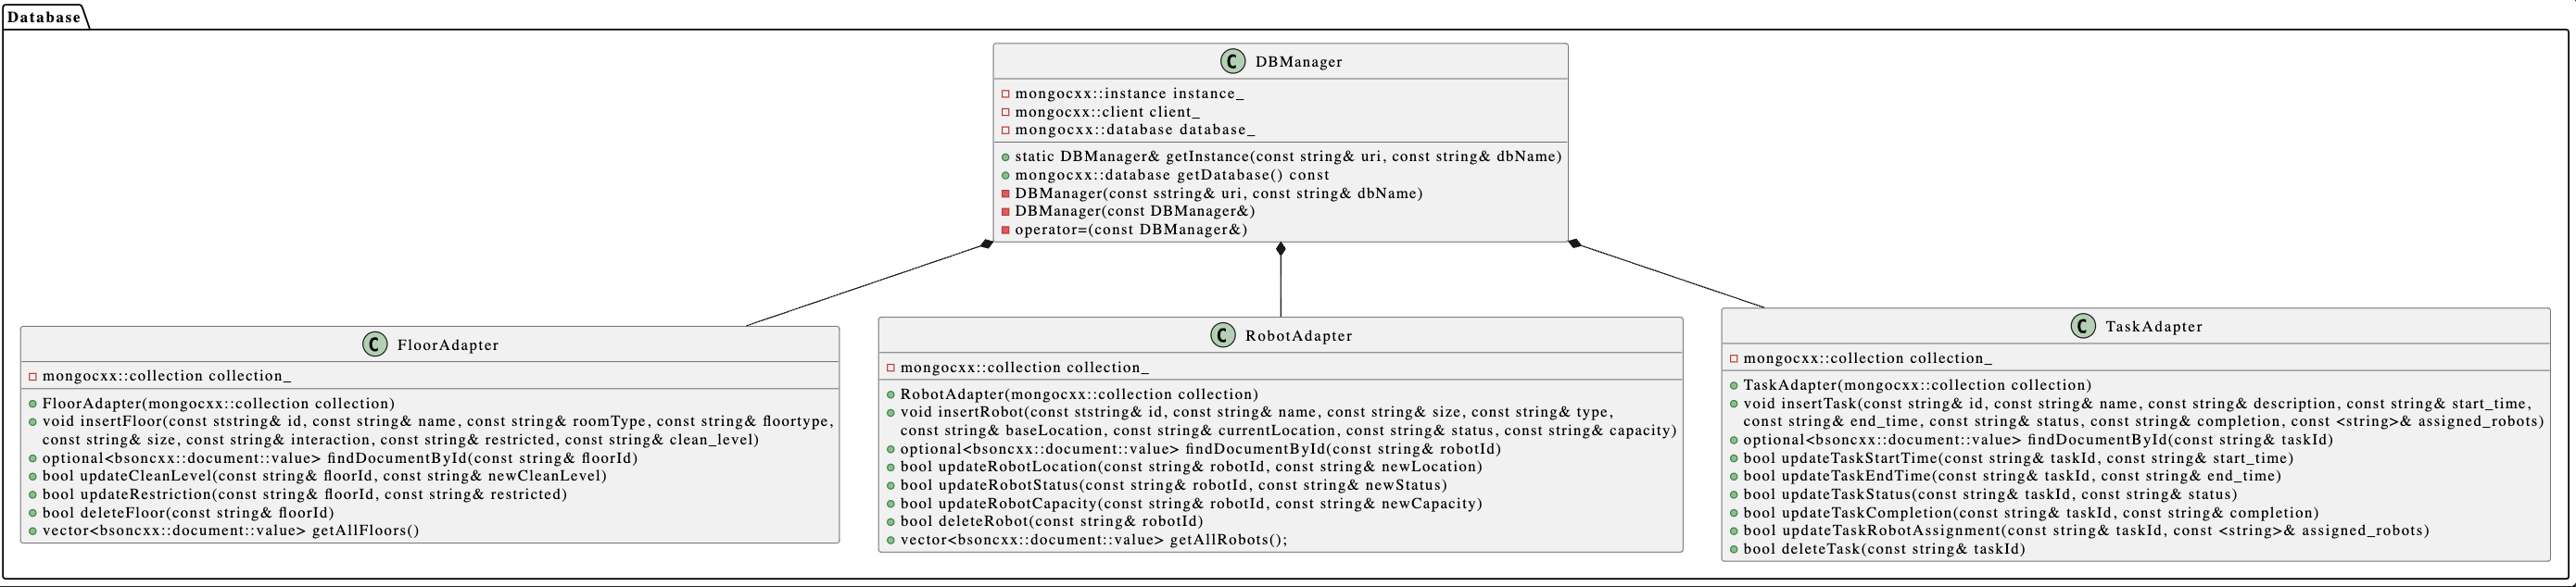 Database
C DBManager
mongocxx::instance instance_
mongocxx::client client_
mongocxx::database database_
static DBManager& getInstance(const string& uri, const string& dbName)
mongocxx::database getDatabase() const
DBManager(const sstring& uri, const string& dbName)
DBManager(const DBManager&)
operator=(const DBManager&)
C FloorAdapter
mongocxx::collection collection_
FloorAdapter(mongocxx::collection collection)
void insertFloor(const ststring& id, const string& name, const string& roomType, const string& floortype,
const string& size, const string& interaction, const string& restricted, const string& clean_level)
optional<bsoncxx::document::value> findDocumentById(const string& floorId)
bool updateCleanLevel(const string& floorId, const string& newCleanLevel)
bool updateRestriction(const string& floorId, const string& restricted)
bool deleteFloor(const string& floorId)
vector<bsoncxx::document::value> getAllFloors()
C RobotAdapter
mongocxx::collection collection_
RobotAdapter(mongocxx::collection collection)
void insertRobot(const ststring& id, const string& name, const string& size, const string& type,
const string& baseLocation, const string& currentLocation, const string& status, const string& capacity)
optional<bsoncxx::document::value> findDocumentById(const string& robotId)
bool updateRobotLocation(const string& robotId, const string& newLocation)
bool updateRobotStatus(const string& robotId, const string& newStatus)
bool updateRobotCapacity(const string& robotId, const string& newCapacity)
bool deleteRobot(const string& robotId)
vector<bsoncxx::document::value> getAllRobots();
C TaskAdapter
mongocxx::collection collection_
TaskAdapter(mongocxx::collection collection)
void insertTask(const string& id, const string& name, const string& description, const string& start_time,
const string& end_time, const string& status, const string& completion, const <string>& assigned_robots)
optional<bsoncxx::document::value> findDocumentById(const string& taskId)
bool updateTaskStartTime(const string& taskId, const string& start_time)
bool updateTaskEndTime(const string& taskId, const string& end_time)
bool updateTaskStatus(const string& taskId, const string& status)
bool updateTaskCompletion(const string& taskId, const string& completion)
bool updateTaskRobotAssignment(const string& taskId, const <string>& assigned_robots)
bool deleteTask(const string& taskId)